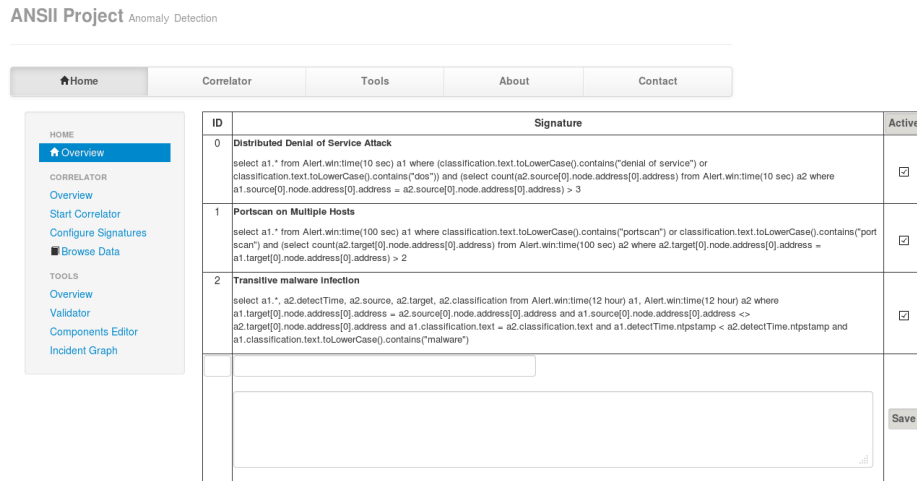 ANSII Project Anomaly Detection
Home Correlator Tools About Contact
HOME
Overview
CORRELATOR
Overview
Start Correlator
Configure Signatures
Browse Data
TOOLS
Overview
Validator
Components Editor
Incident Graph
ID Signature Active
0 Distributed Denial of Service Attack
select a1.* from Alert.win:time(10 sec) a1 where (classification.text.toLowerCase().contains("denial of service") or
classification.text.toLowerCase().contains("dos")) and (select count(a2.source[0].node.address[0].address) from Alert.win:time(10 sec) a2 where
a1.source[0].node.address[0].address = a2.source[0].node.address[0].address) > 3
1 Portscan on Multiple Hosts
select a1.* from Alert.win:time(100 sec) a1 where classification.text.toLowerCase().contains("portscan") or classification.text.toLowerCase().contains("port
scan") and (select count(a2.target[0].node.address[0].address) from Alert.win:time(100 sec) a2 where a2.target[0].node.address[0].address =
a1.target[0].node.address[0].address) > 2
2 Transitive malware infection
select a1.*, a2.detectTime, a2.source, a2.target, a2.classification from Alert.win:time(12 hour) a1, Alert.win:time(12 hour) a2 where
a1.target[0].node.address[0].address = a2.source[0].node.address[0].address and a1.source[0].node.address[0].address <>
a2.target[0].node.address[0].address and a1.classification.text = a2.classification.text and a1.detectTime.ntpstamp < a2.detectTime.ntpstamp and
a1.classification.text.toLowerCase().contains("malware")
Save